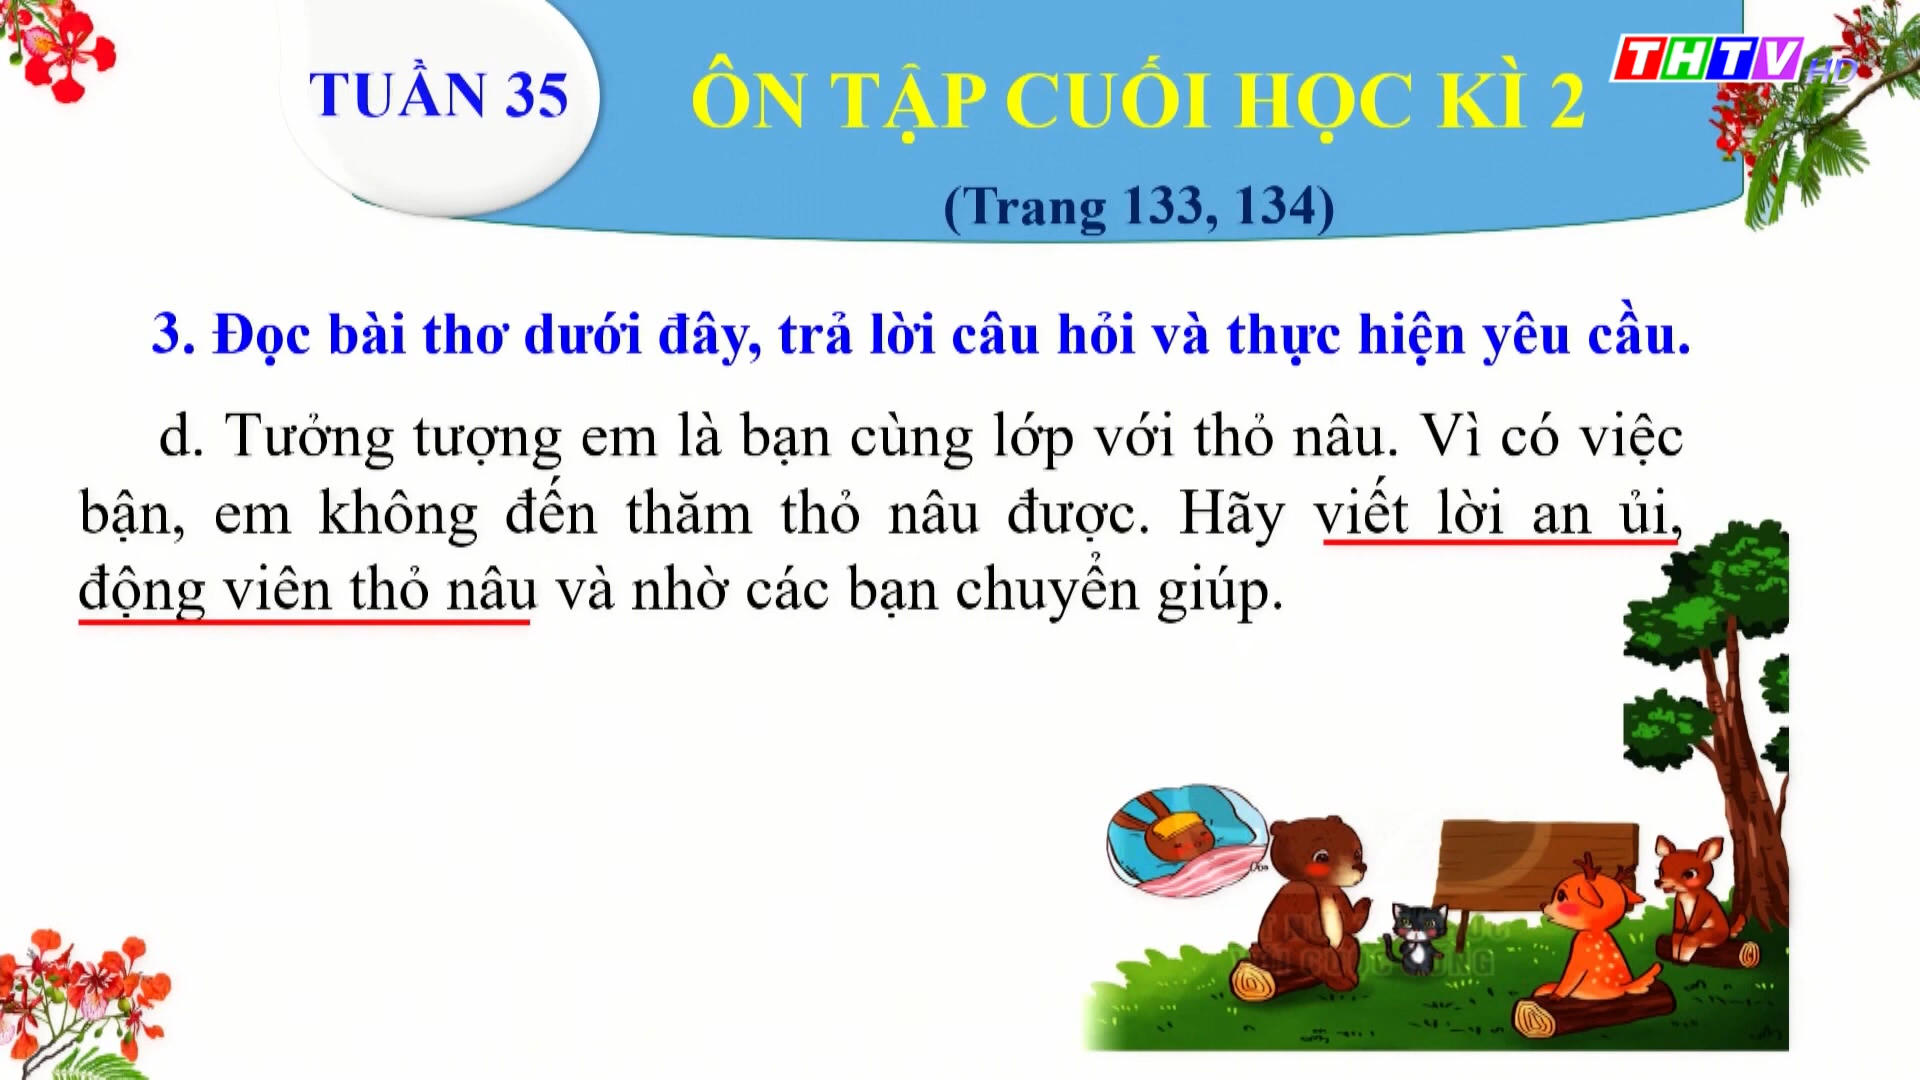 THTV HD
TUẦN 35
ÔN TẬP CUỐI HỌC KÌ 2
(Trang 133, 134)
3. Đọc bài thơ dưới đây, trả lời câu hỏi và thực hiện yêu cầu.
d. Tưởng tượng em là bạn cùng lớp với thỏ nâu. Vì có việc
bận, em không đến thăm thỏ nâu được. Hãy viết lời an ủi,
động viên thỏ nâu và nhờ các bạn chuyển giúp.